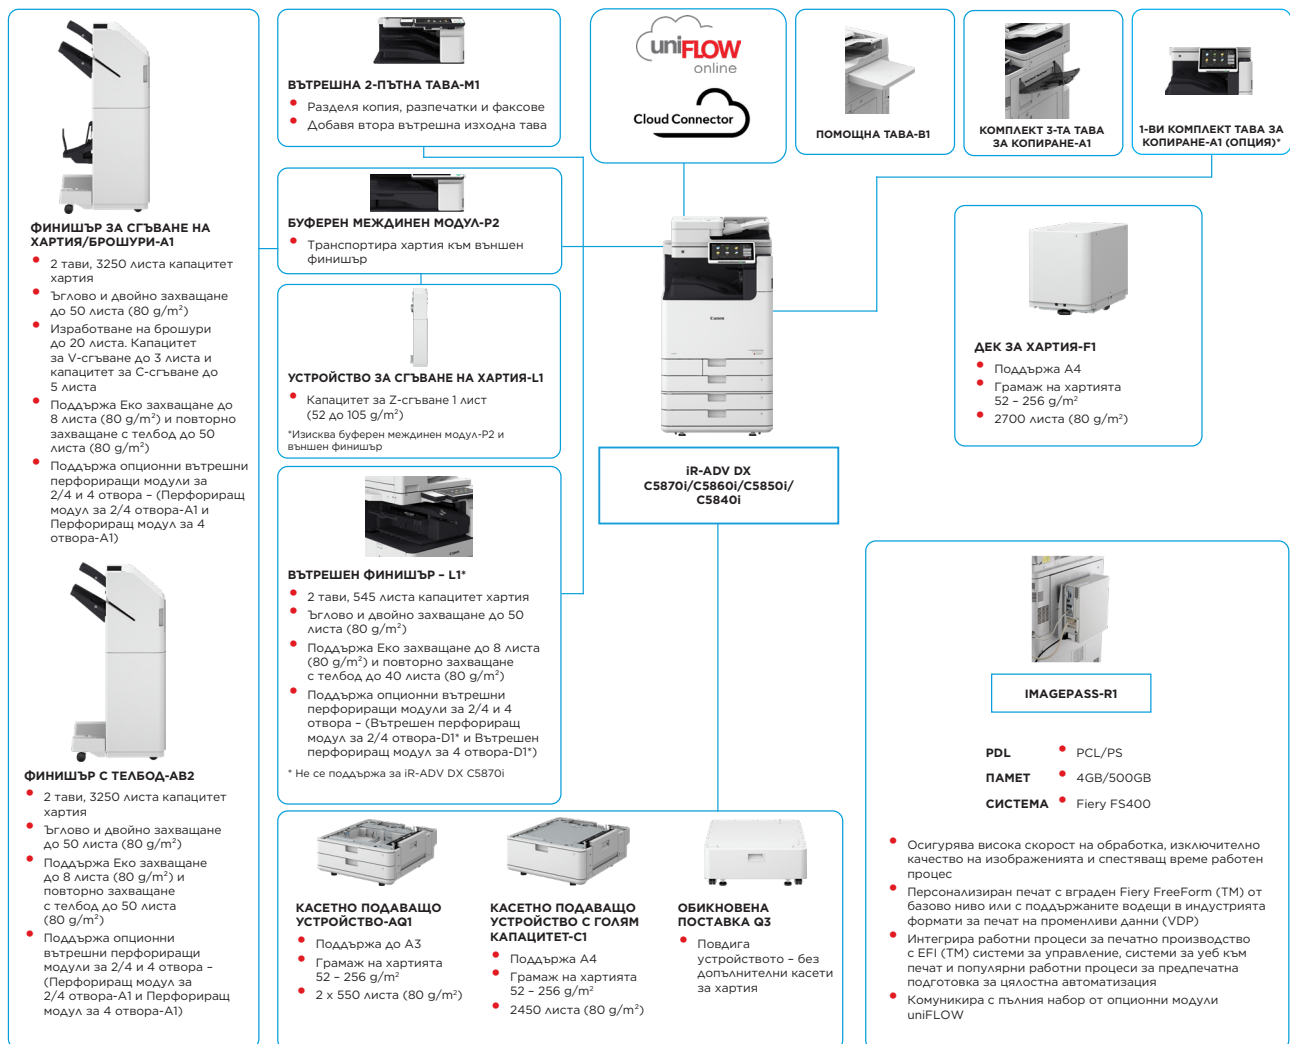 ФИНИШЪР ЗА СГЪВАНЕ НА
ХАРТИЯ/БРОШУРИ-A1
2 тави, 3250 листа капацитет
хартия
Ъглово и двойно захващане
до 50 листа (80 g/m²)
Изработване на брошури
до 20 листа. Капацитет
за V-сгъване до 3 листа и
капацитет за C-сгъване до
5 листа
Поддържа Еко захващане до
8 листа (80 g/m²) и повторно
захващане с телбод до 50
листа (80 g/m²)
Поддържа опционни вътрешни
перфориращи модули за
2/4 и 4 отвора – (Перфориращ
модул за 2/4 отвора-A1 и
Перфориращ модул за 4
отвора-A1)
ФИНИШЪР С ТЕЛБОД-AB2
2 тави, 3250 листа капацитет
хартия
Ъглово и двойно захващане
до 50 листа (80 g/m²)
Поддържа Еко захващане
до 8 листа (80 g/m²) и
повторно захващане
с телбод до 50 листа
(80 g/m²)
Поддържа опционни
вътрешни перфориращи
модули за 2/4 и 4 отвора –
(Перфориращ модул за
2/4 отвора-A1 и Перфориращ
модул за 4 отвора-A1)
ВЪТРЕШНА 2-ПЪТНА ТАВА-M1
Разделя копия, разпечатки и факсове
Добавя втора вътрешна изходна тава
БУФЕРЕН МЕЖДИНЕН МОДУЛ-P2
Транспортира хартия към външен
финишър
УСТРОЙСТВО ЗА СГЪВАНЕ НА ХАРТИЯ-L1
Капацитет за Z-сгъване 1 лист
(52 до 105 g/m²)
*Изисква буферен междинен модул-P2 и
външен финишър
ВЪТРЕШЕН ФИНИШЪР – L1*
2 тави, 545 листа капацитет хартия
Ъглово и двойно захващане до 50
листа (80 g/m²)
Поддържа Еко захващане до 8 листа
(80 g/m²) и повторно захващане
с телбод до 40 листа (80 g/m²)
Поддържа опционни вътрешни
перфориращи модули за 2/4 и 4
отвора – (Вътрешен перфориращ
модул за 2/4 отвора-D1* и Вътрешен
перфориращ модул за 4 отвора-D1*)
* Не се поддържа за iR-ADV DX C5870i
uniFLOW
online
Cloud Connector
Canon
iR-ADV DX
C5870i/C5860i/C5850i/
C5840i
ПОМОЩНА ТАВА-B1
КОМПЛЕКТ 3-ТА ТАВА
ЗА КОПИРАНЕ-A1
1-ВИ КОМПЛЕКТ ТАВА ЗА
КОПИРАНЕ-A1 (ОПЦИЯ)*
ДЕК ЗА ХАРТИЯ-F1
Поддържа A4
Грамаж на хартията
52 – 256 g/m²
2700 листа (80 g/m²)
КАСЕТНО ПОДАВАЩО
УСТРОЙСТВО-AQ1
Поддържа до A3
Грамаж на хартията
52 – 256 g/m²
2 x 550 листа (80 g/m²)
КАСЕТНО ПОДАВАЩО
УСТРОЙСТВО С ГОЛЯМ
КАПАЦИТЕТ-C1
Поддържа A4
Грамаж на хартията
52 – 256 g/m²
2450 листа (80 g/m²)
ОБИКНОВЕНА
ПОСТАВКА Q3
Повдига
устройството – без
допълнителни касети
за хартия
IMAGEPASS-R1
PDL PCL/PS
ПАМЕТ 4GB/500GB
СИСТЕМА Fiery FS400
Осигурява висока скорост на обработка, изключително
качество на изображенията и спестяващ време работен
процес
Персонализиран печат с вграден Fiery FreeForm (TM) от
базово ниво или с поддържаните водещи в индустрията
формати за печат на променливи данни (VDP)
Интегрира работни процеси за печатно производство
с EFI (TM) системи за управление, системи за уеб към
печат и популярни работни процеси за предпечатна
подготовка за цялостна автоматизация
Комуникира с пълния набор от опционни модули
uniFLOW